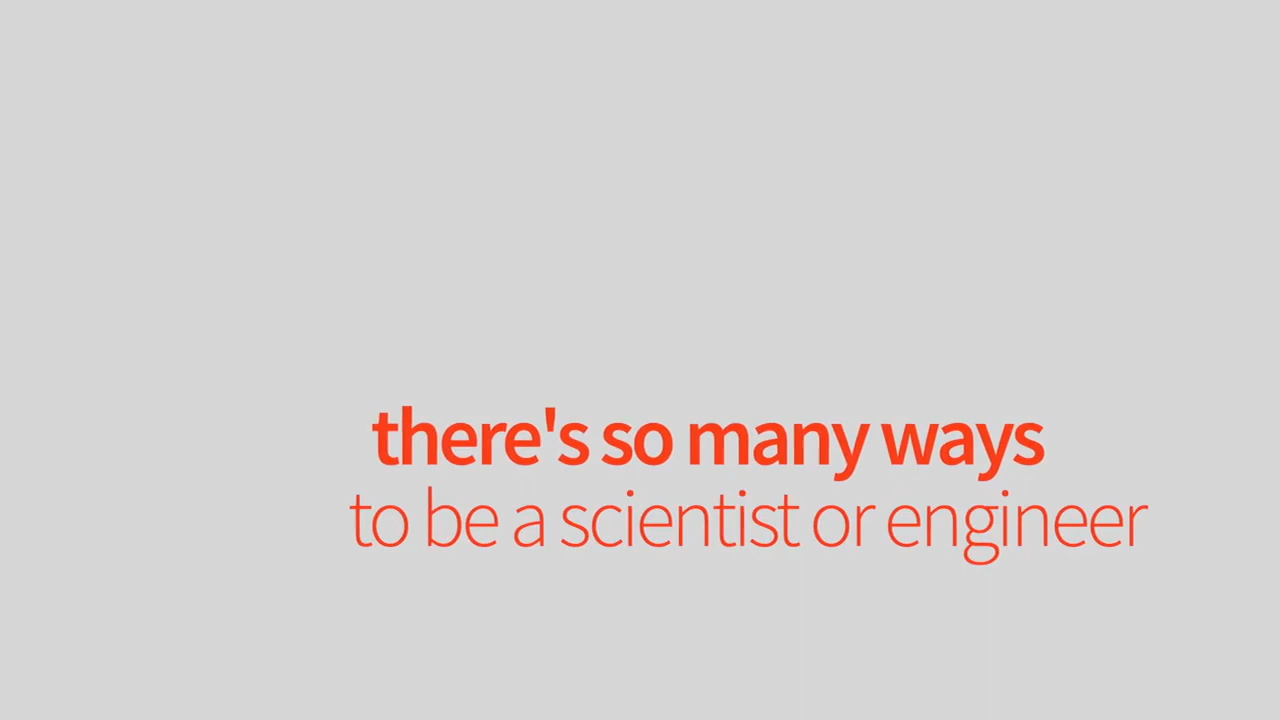 there's so many ways
to be a scientist or engineer